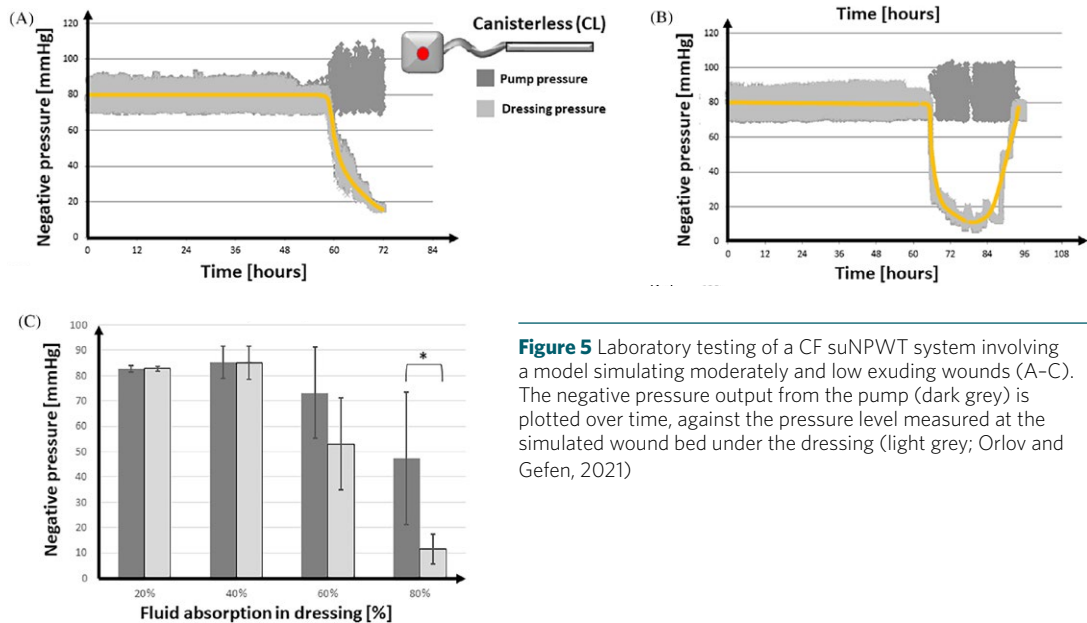 (A)
120
100
80
60
40
20
0
0 12 24 36 48 60 72 84
Negative pressure [mmHg]
Time [hours]
Canisterless (CL)
Pump pressure
Dressing pressure
(B)
Time [hours]
120
100
80
60
40
20
0
0 12 24 36 48 60 72 84 96 108
Negative pressure [mmHg]
Time [hours]
(C)
100
90
80
70
60
50
40
30
20
10
0
*
20% 40% 60% 80%
Negative pressure [mmHg]
Fluid absorption in dressing [%]
Figure 5 Laboratory testing of a CF suNPWT system involving
a model simulating moderately and low exuding wounds (A–C).
The negative pressure output from the pump (dark grey) is
plotted over time, against the pressure level measured at the
simulated wound bed under the dressing (light grey; Orlov and
Gefen, 2021)